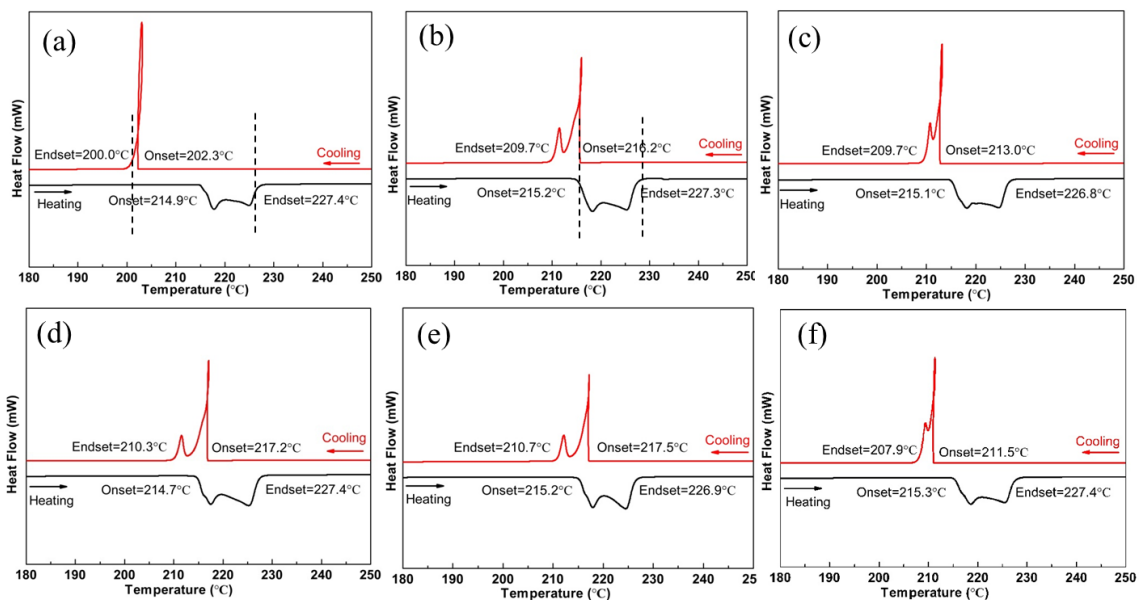 (a)
Heat Flow (mW)
Endset=200.0°C
Onset=202.3°C
Cooling
Heating
Onset=214.9°C
Endset=227.4°C
180 190 200 210 220 230 240 250
Temperature (°C)
(b)
Heat Flow (mW)
Endset=209.7°C
Onset=216.2°C
Cooling
Heating
Onset=215.2°C
Endset=227.3°C
180 190 200 210 220 230 240 250
Temperature (°C)
(c)
Heat Flow (mW)
Endset=209.7°C
Onset=213.0°C
Cooling
Heating
Onset=215.1°C
Endset=226.8°C
180 190 200 210 220 230 240 250
Temperature (°C)
(d)
Heat Flow (mW)
Endset=210.3°C
Onset=217.2°C
Cooling
Heating
Onset=214.7°C
Endset=227.4°C
180 190 200 210 220 230 240 250
Temperature (°C)
(e)
Heat Flow (mW)
Endset=210.7°C
Onset=217.5°C
Cooling
Heating
Onset=215.2°C
Endset=226.9°C
180 190 200 210 220 230 240 250
Temperature (°C)
(f)
Heat Flow (mW)
Endset=207.9°C
Onset=211.5°C
Cooling
Heating
Onset=215.3°C
Endset=227.4°C
180 190 200 210 220 230 240 250
Temperature (°C)